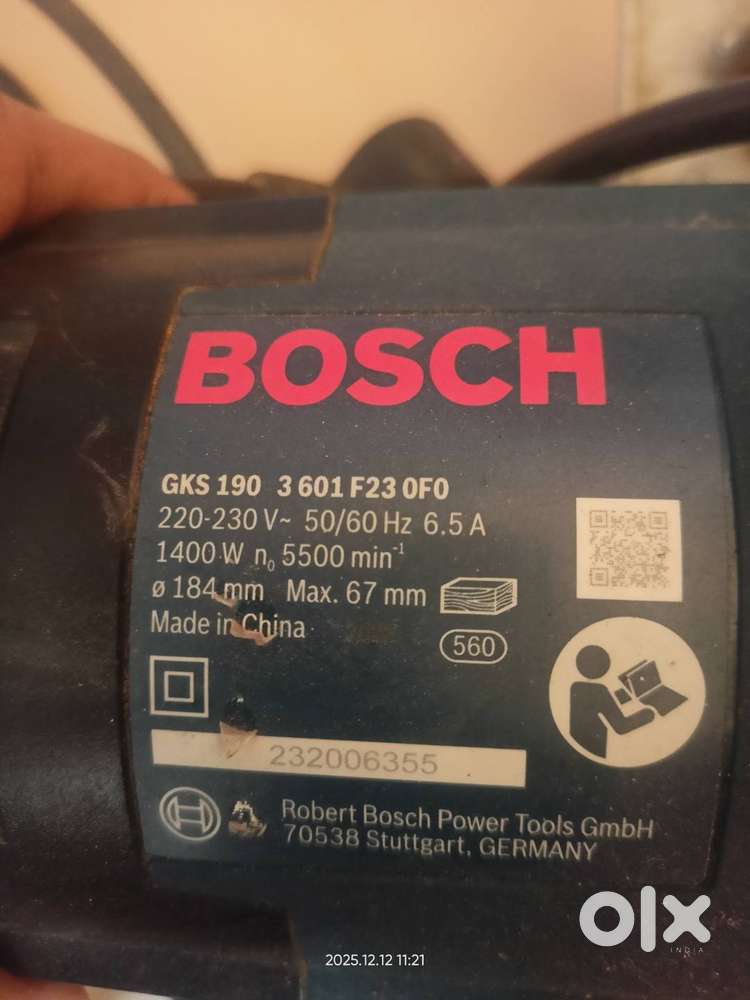 BOSCH
GKS 190 3 601 F23 0F0
220-230 V~ 50/60 Hz 6.5 A
1400 W n₀ 5500 min⁻¹
ø 184 mm Max. 67 mm
Made in China
560
232006355
Robert Bosch Power Tools GmbH
70538 Stuttgart, GERMANY
olx
INDIA
2025.12.12 11:21